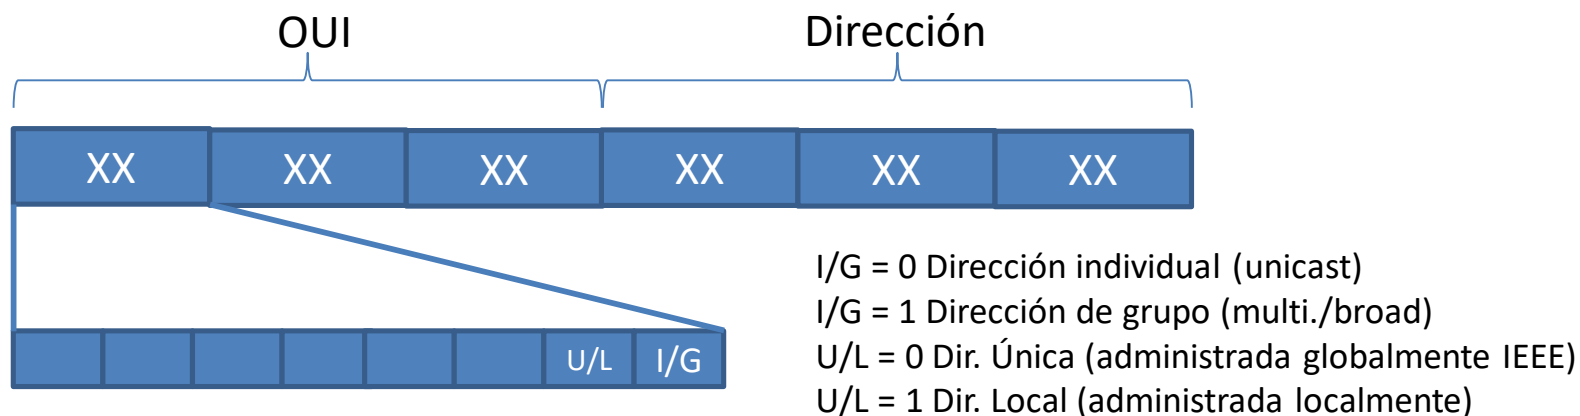 OUI Dirección
XX XX XX XX XX XX
I/G = 0 Dirección individual (unicast)
I/G = 1 Dirección de grupo (multi./broad)
U/L I/G
U/L = 0 Dir. Única (administrada globalmente IEEE)
U/L = 1 Dir. Local (administrada localmente)